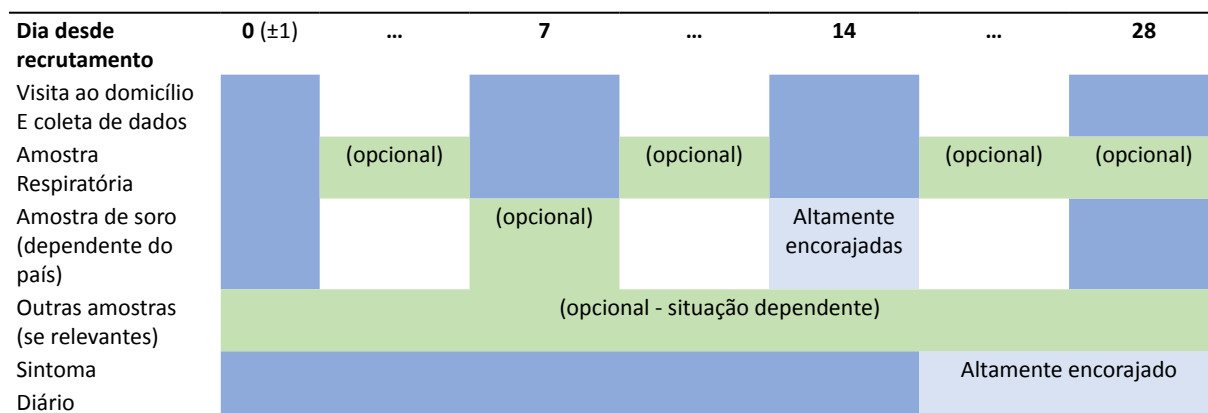 Dia desde 0 (±1) ... 7 ... 14 ... 28
recrutamento
Visita ao domicílio
E coleta de dados
Amostra (opcional) (opcional) (opcional) (opcional)
Respiratória
Amostra de soro (opcional) Altamente
(dependente do encorajadas
país)
Outras amostras (opcional - situação dependente)
(se relevantes)
Sintoma Altamente encorajado
Diário